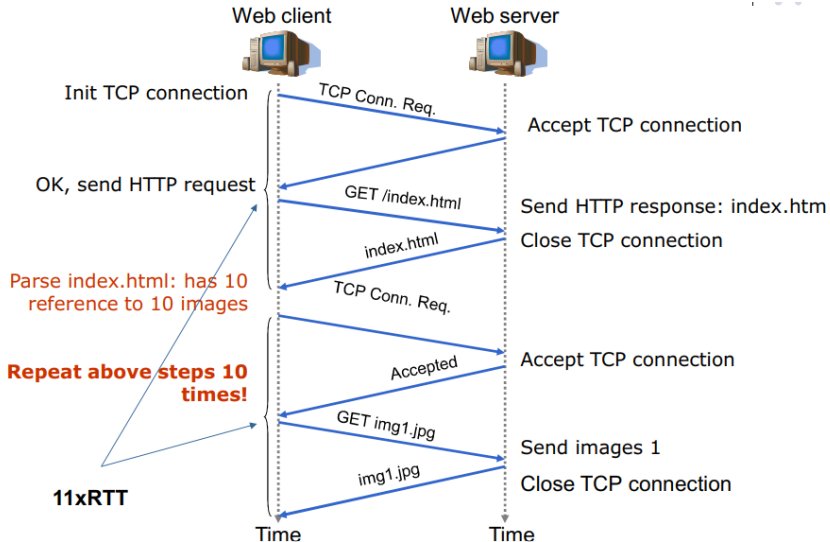 Web client
Web server
Init TCP connection
TCP Conn. Req.
Accept TCP connection
OK, send HTTP request
GET /index.html
Send HTTP response: index.htm
index.html
Close TCP connection
Parse index.html: has 10
reference to 10 images
TCP Conn. Req.
Repeat above steps 10
times!
Accepted
Accept TCP connection
GET img1.jpg
Send images 1
img1.jpg
Close TCP connection
11xRTT
Time
Time